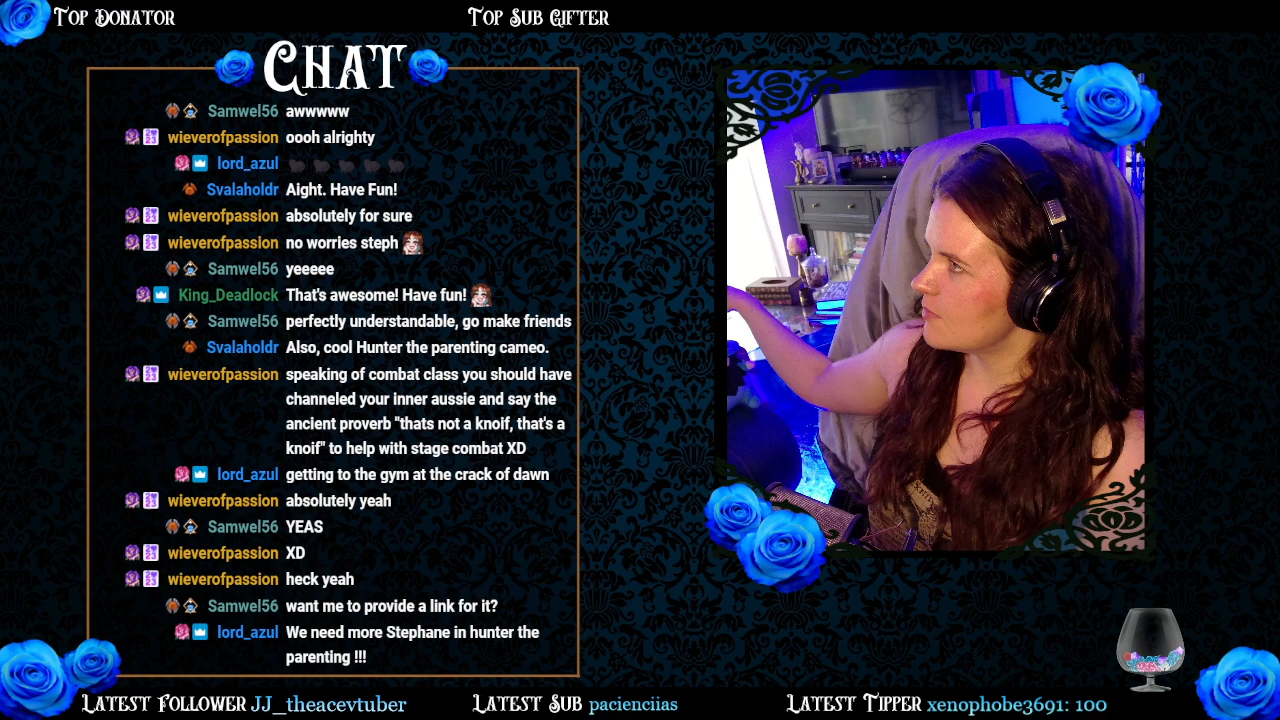 Top Donator
Top Sub Gifter
Chat
Samwel56 awwwww
wieverofpassion oooh alrighty
lord_azul
Svalaholdr Aight. Have Fun!
wieverofpassion absolutely for sure
wieverofpassion no worries steph
Samwel56 yeeeee
King_Deadlock That's awesome! Have fun!
Samwel56 perfectly understandable, go make friends
Svalaholdr Also, cool Hunter the parenting cameo.
wieverofpassion speaking of combat class you should have
channeled your inner aussie and say the
ancient proverb "thats not a knoif, that's a
knoif" to help with stage combat XD
lord_azul getting to the gym at the crack of dawn
wieverofpassion absolutely yeah
Samwel56 YEAS
wieverofpassion XD
wieverofpassion heck yeah
Samwel56 want me to provide a link for it?
lord_azul We need more Stephane in hunter the
parenting !!!
Latest Follower JJ_theacevtuber
Latest Sub pacienciias
Latest Tipper xenophobe3691: 100